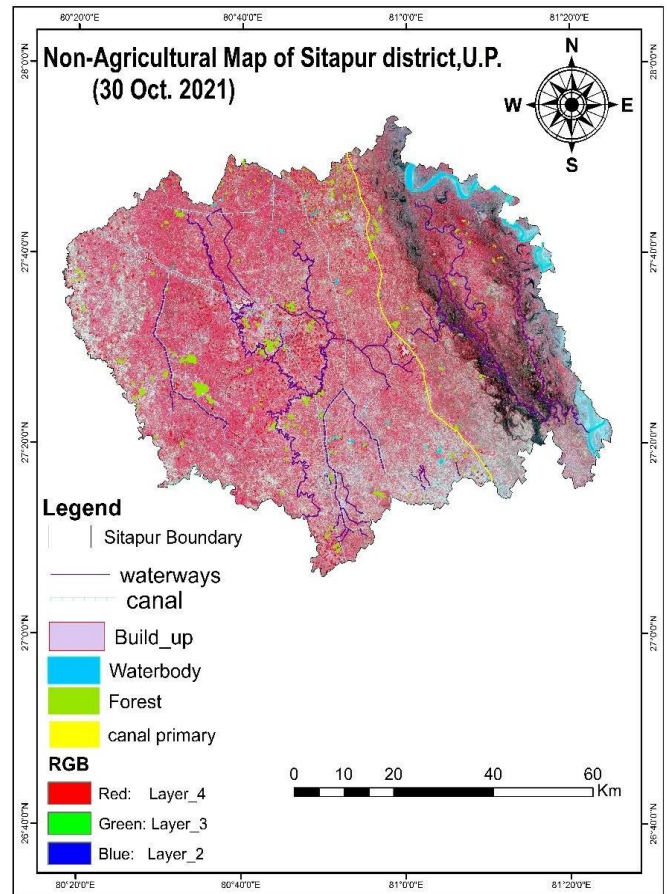 80°20'0"E 80°40'0"E 81°0'0"E 81°20'0"E
Non-Agricultural Map of Sitapur district,U.P.
(30 Oct. 2021)
N
W E
S
28°0'0"N 28°0'0"N
27°40'0"N 27°40'0"N
27°20'0"N 27°20'0"N
27°0'0"N 27°0'0"N
26°40'0"N 26°40'0"N
Legend
Sitapur Boundary
waterways
canal
Build_up
Waterbody
Forest
canal primary
RGB
Red: Layer_4
Green: Layer_3
Blue: Layer_2
0 10 20 40 60
Km
80°20'0"E 80°40'0"E 81°0'0"E 81°20'0"E